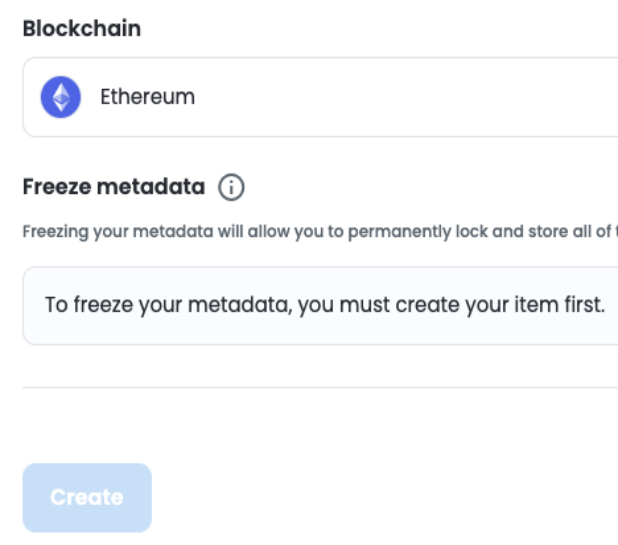 Blockchain
Ethereum
Freeze metadata
Freezing your metadata will allow you to permanently lock and store all of
To freeze your metadata, you must create your item first.
Create